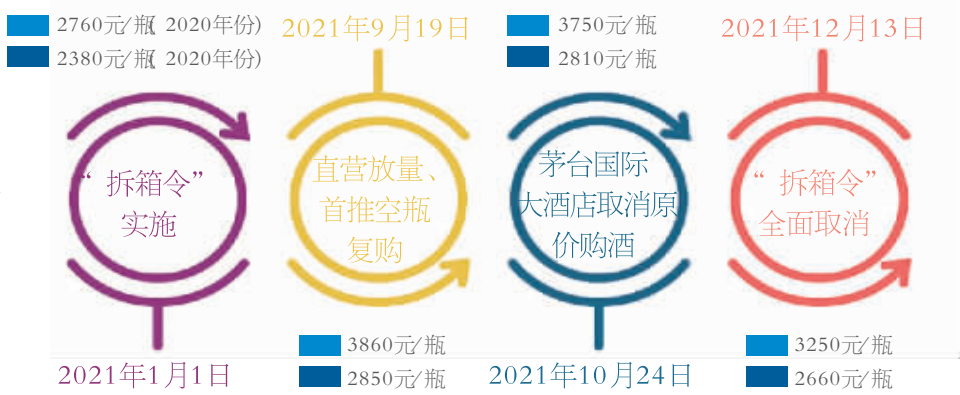 2760元/瓶（2020年份）
2380元/瓶（2020年份）
“拆箱令”
实施
2021年1月1日
2021年9月19日
直营放量、
首推空瓶
复购
3860元/瓶
2850元/瓶
3750元/瓶
2810元/瓶
茅台国际
大酒店取消原
价购酒
2021年10月24日
2021年12月13日
“拆箱令”
全面取消
3250元/瓶
2660元/瓶